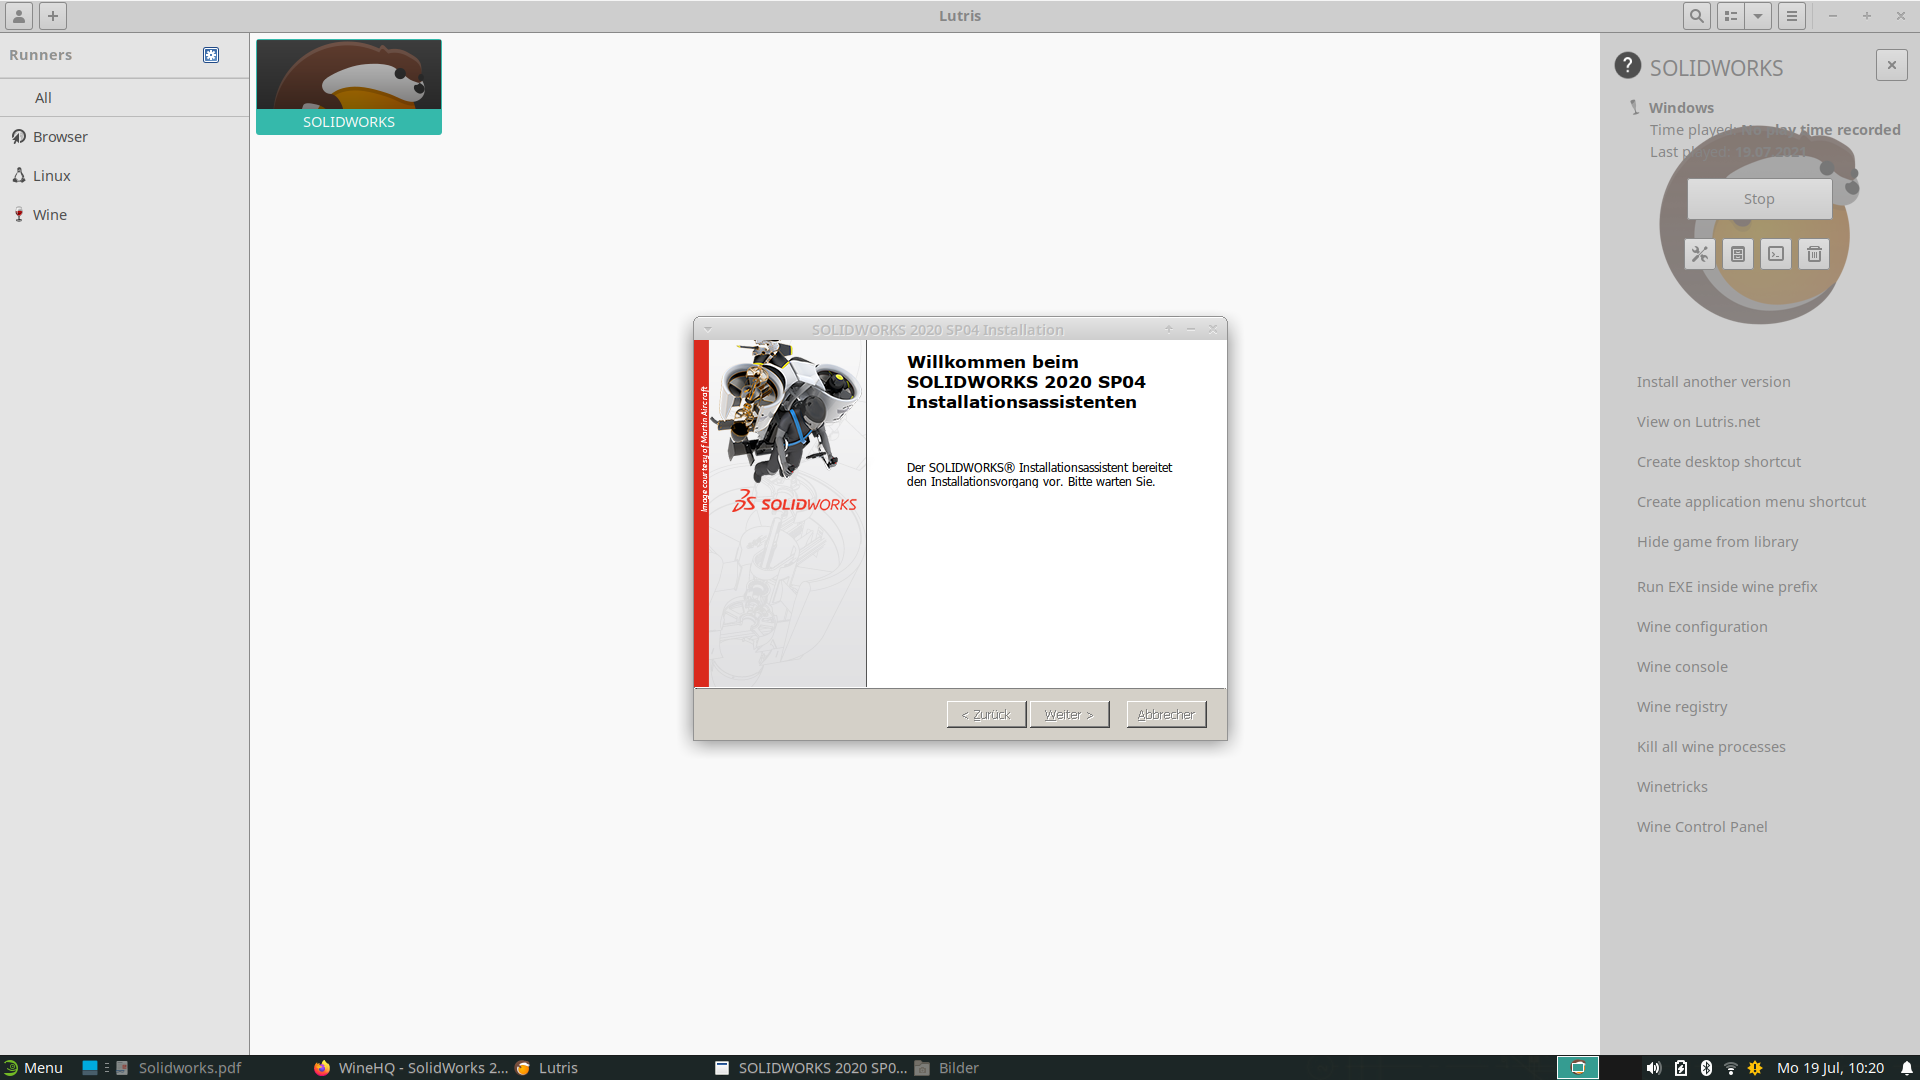 Lutris
Runners
All
Browser
Linux
Wine
SOLIDWORKS
SOLIDWORKS
Windows
Time played: No play time recorded
Last played: 19.07.2021
Stop
Install another version
View on Lutris.net
Create desktop shortcut
Create application menu shortcut
Hide game from library
Run EXE inside wine prefix
Wine configuration
Wine console
Wine registry
Kill all wine processes
Winetricks
Wine Control Panel
SOLIDWORKS 2020 SP04 Installation
Image courtesy of Martin Aircraft
SOLIDWORKS
Willkommen beim
SOLIDWORKS 2020 SP04
Installationsassistenten
Der SOLIDWORKS® Installationsassistent bereitet
den Installationsvorgang vor. Bitte warten Sie.
< Zurück
Weiter >
Abbrecher
Menu
Solidworks.pdf
WineHQ - SolidWorks 2...
Lutris
SOLIDWORKS 2020 SP0...
Bilder
Mo 19 Jul, 10:20